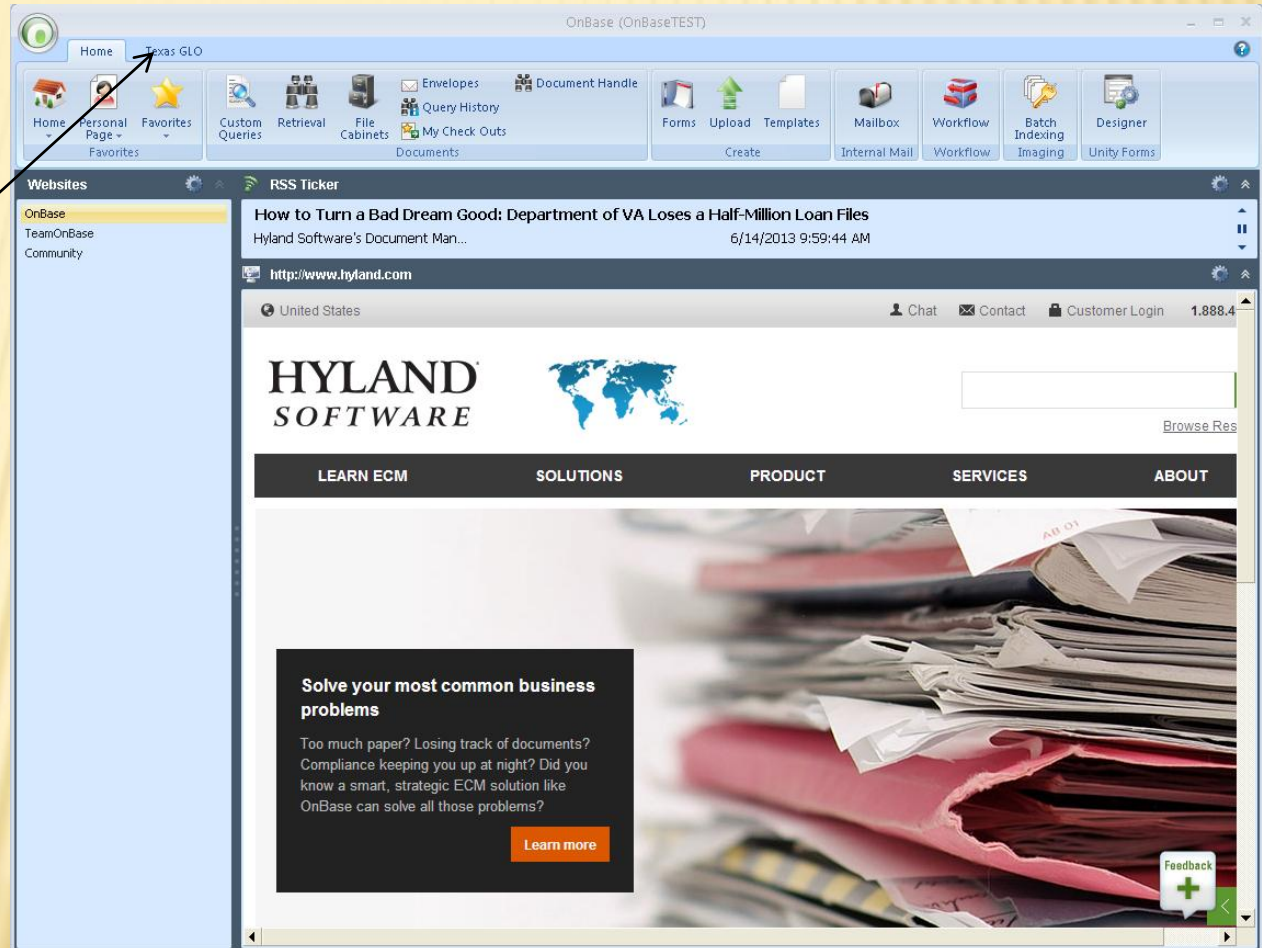 OnBase (OnBaseTEST)
Home Texas GLO
Home Personal Page Favorites
Favorites
Custom Queries Retrieval File Cabinets
Envelopes Document Handle
Query History
My Check Outs
Documents
Forms Upload Templates
Create
Mailbox
Internal Mail
Workflow
Workflow
Batch Indexing
Imaging
Designer
Unity Forms
Websites
OnBase
TeamOnBase
Community
RSS Ticker
How to Turn a Bad Dream Good: Department of VA Loses a Half-Million Loan Files
Hyland Software's Document Man... 6/14/2013 9:59:44 AM
http://www.hyland.com
United States Chat Contact Customer Login 1.888.4
HYLAND
SOFTWARE
Browse Res
LEARN ECM SOLUTIONS PRODUCT SERVICES ABOUT
AB 01
Solve your most common business
problems
Too much paper? Losing track of documents?
Compliance keeping you up at night? Did you
know a smart, strategic ECM solution like
OnBase can solve all those problems?
Learn more
Feedback